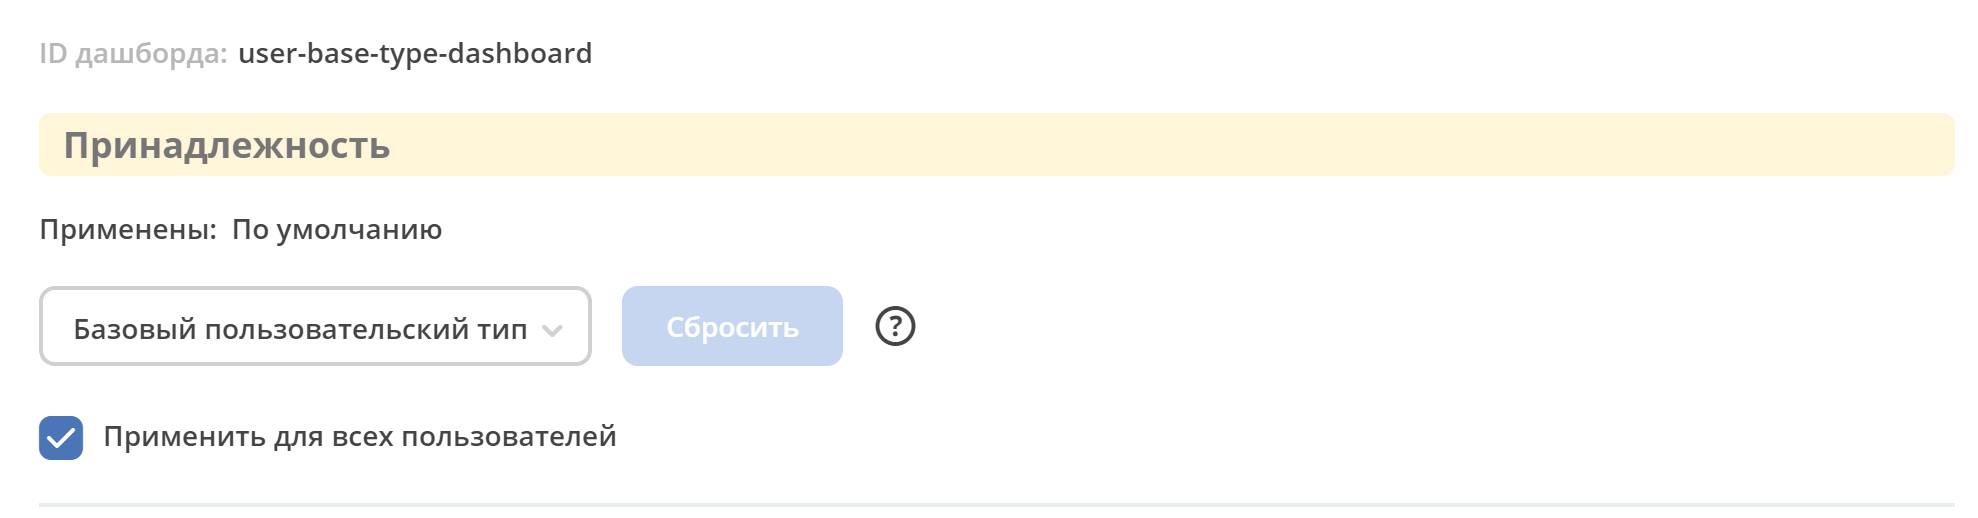 ID дашборда: user-base-type-dashboard
Принадлежность
Применены: По умолчанию
Базовый пользовательский тип
Сбросить
?
Применить для всех пользователей